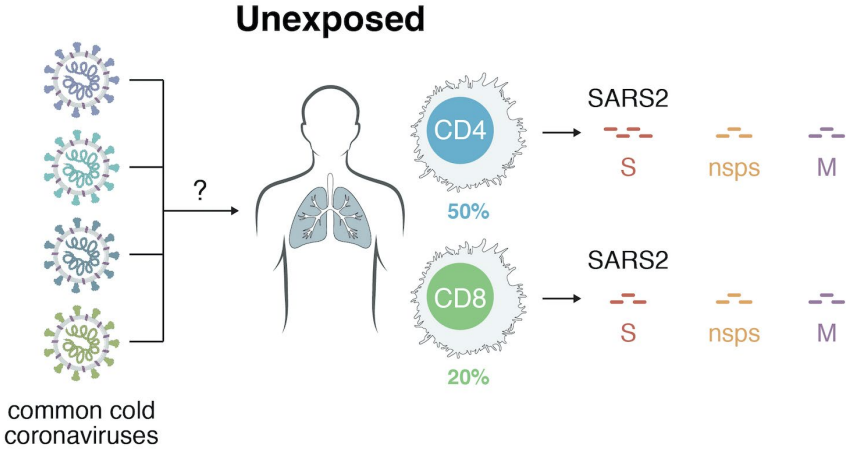 Unexposed
?
CD4
50%
SARS2
S nsps M
CD8
20%
SARS2
S nsps M
common cold
coronaviruses